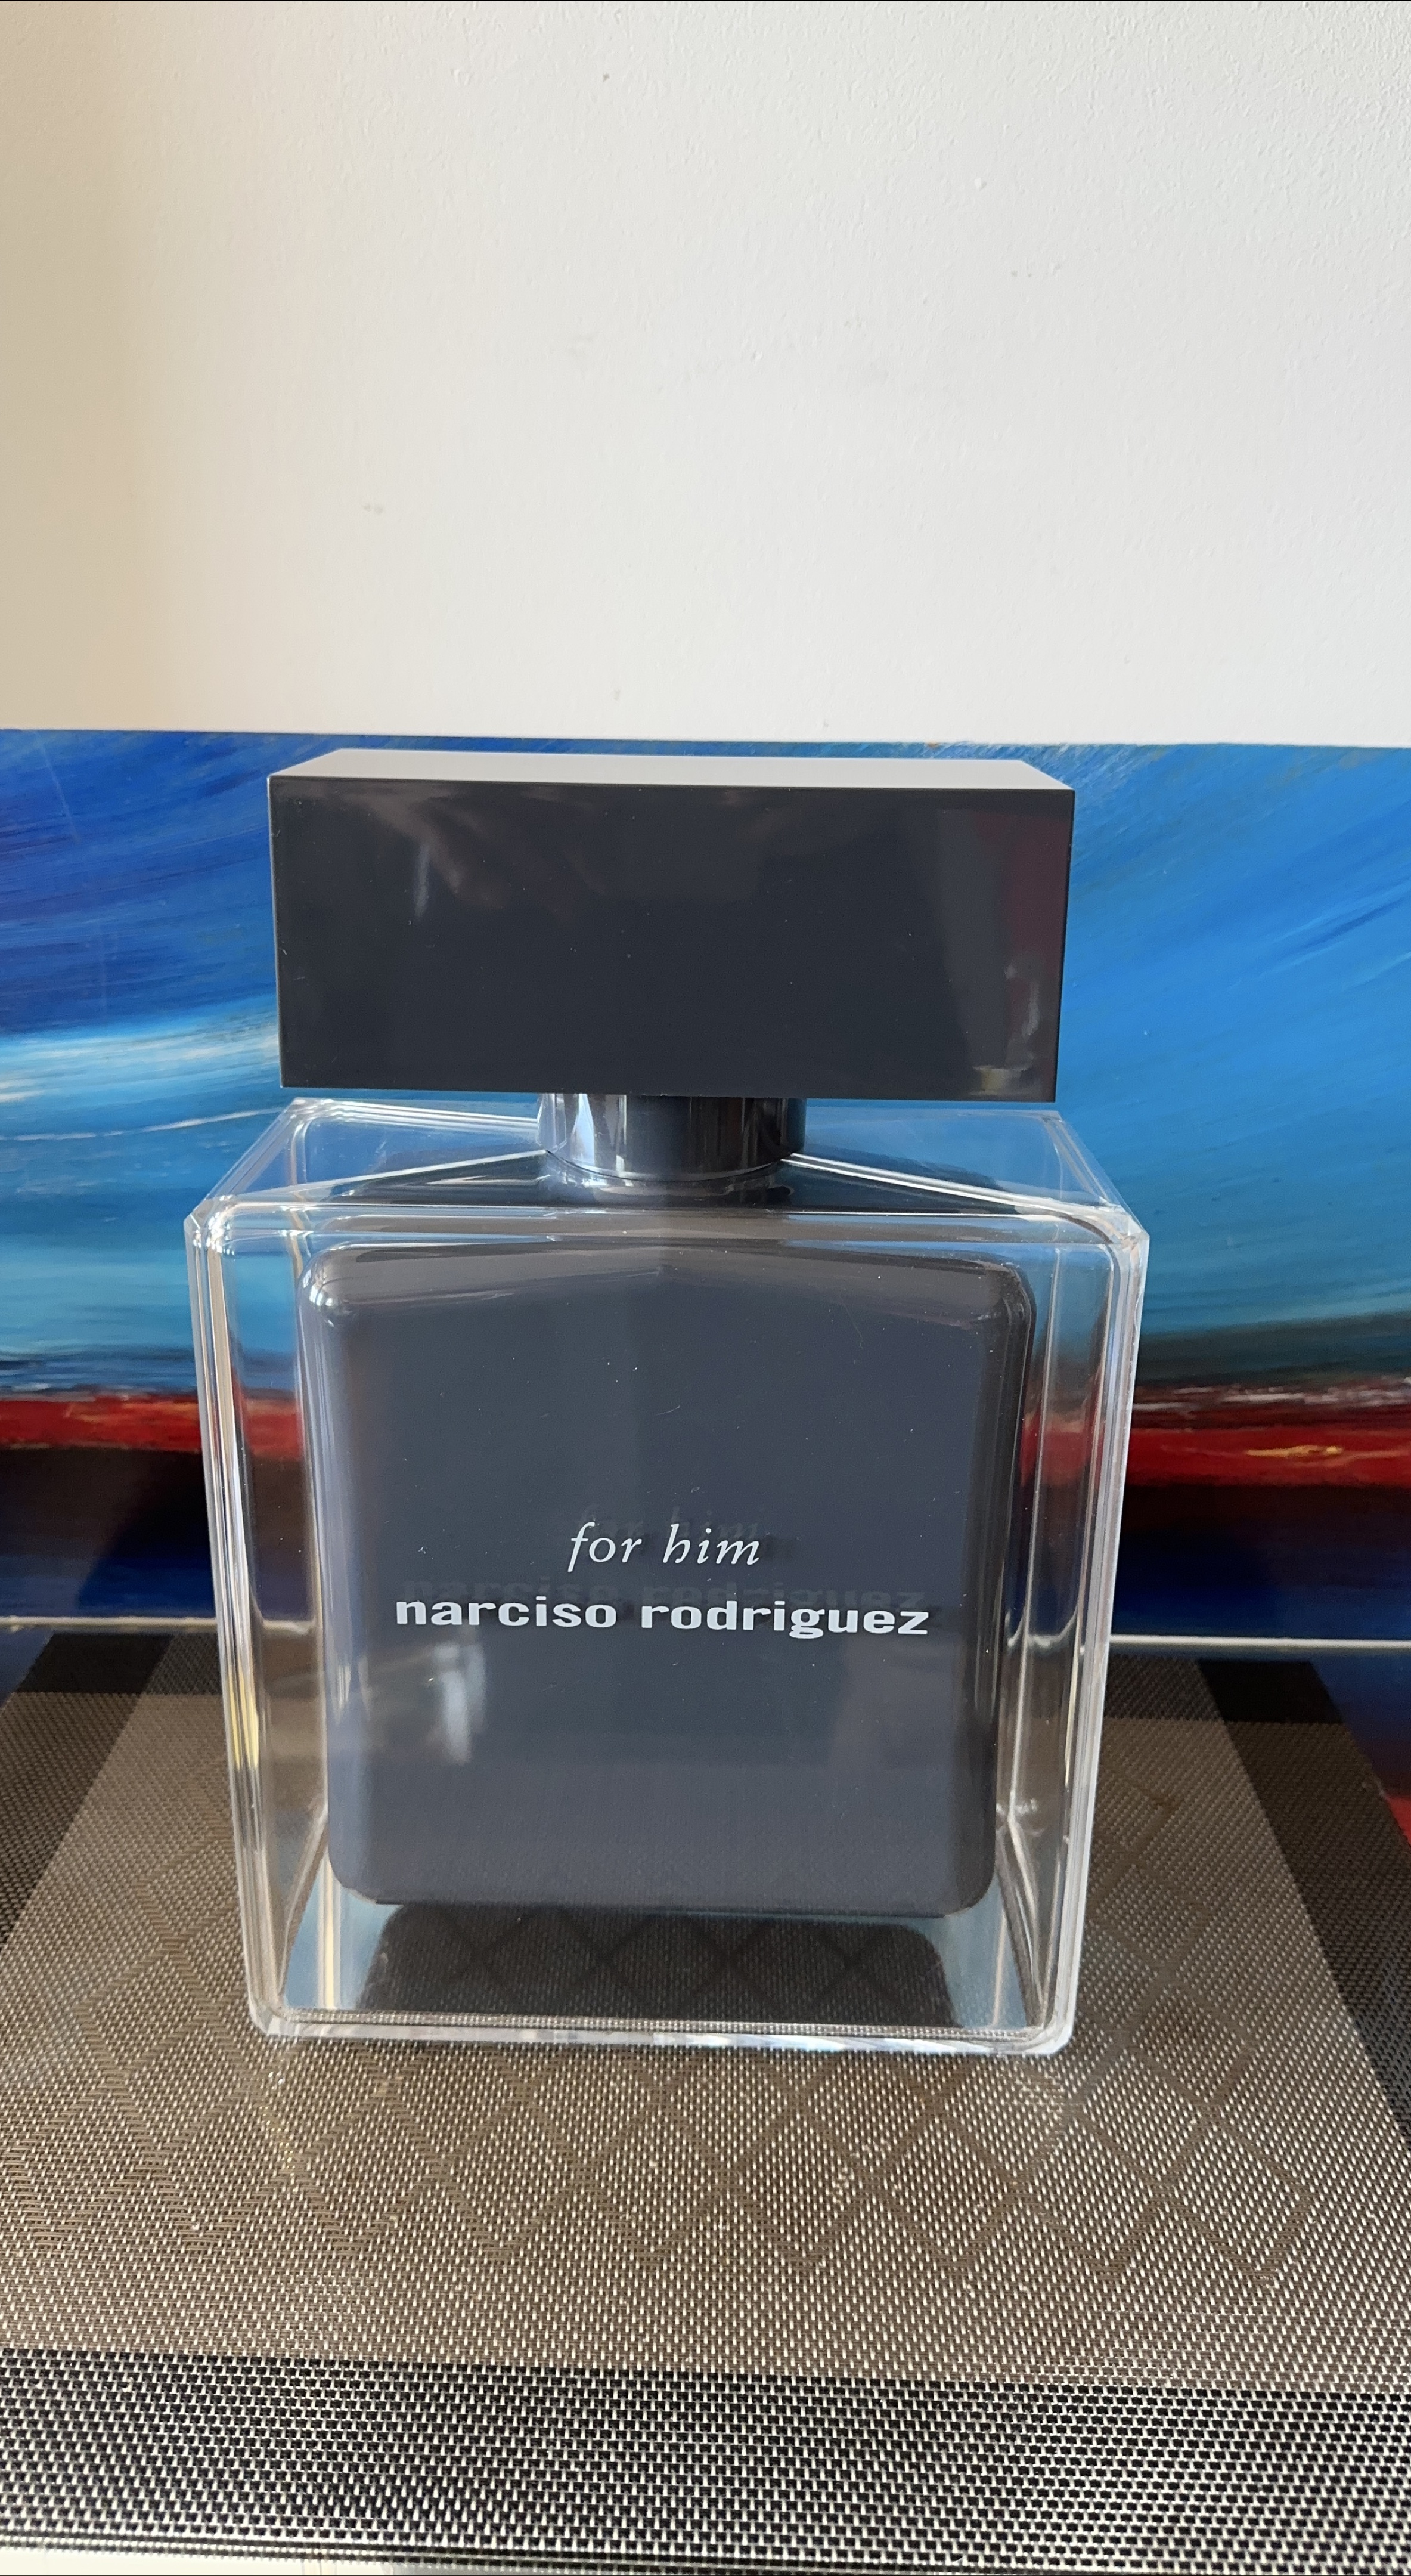 for him
narciso rodriguez